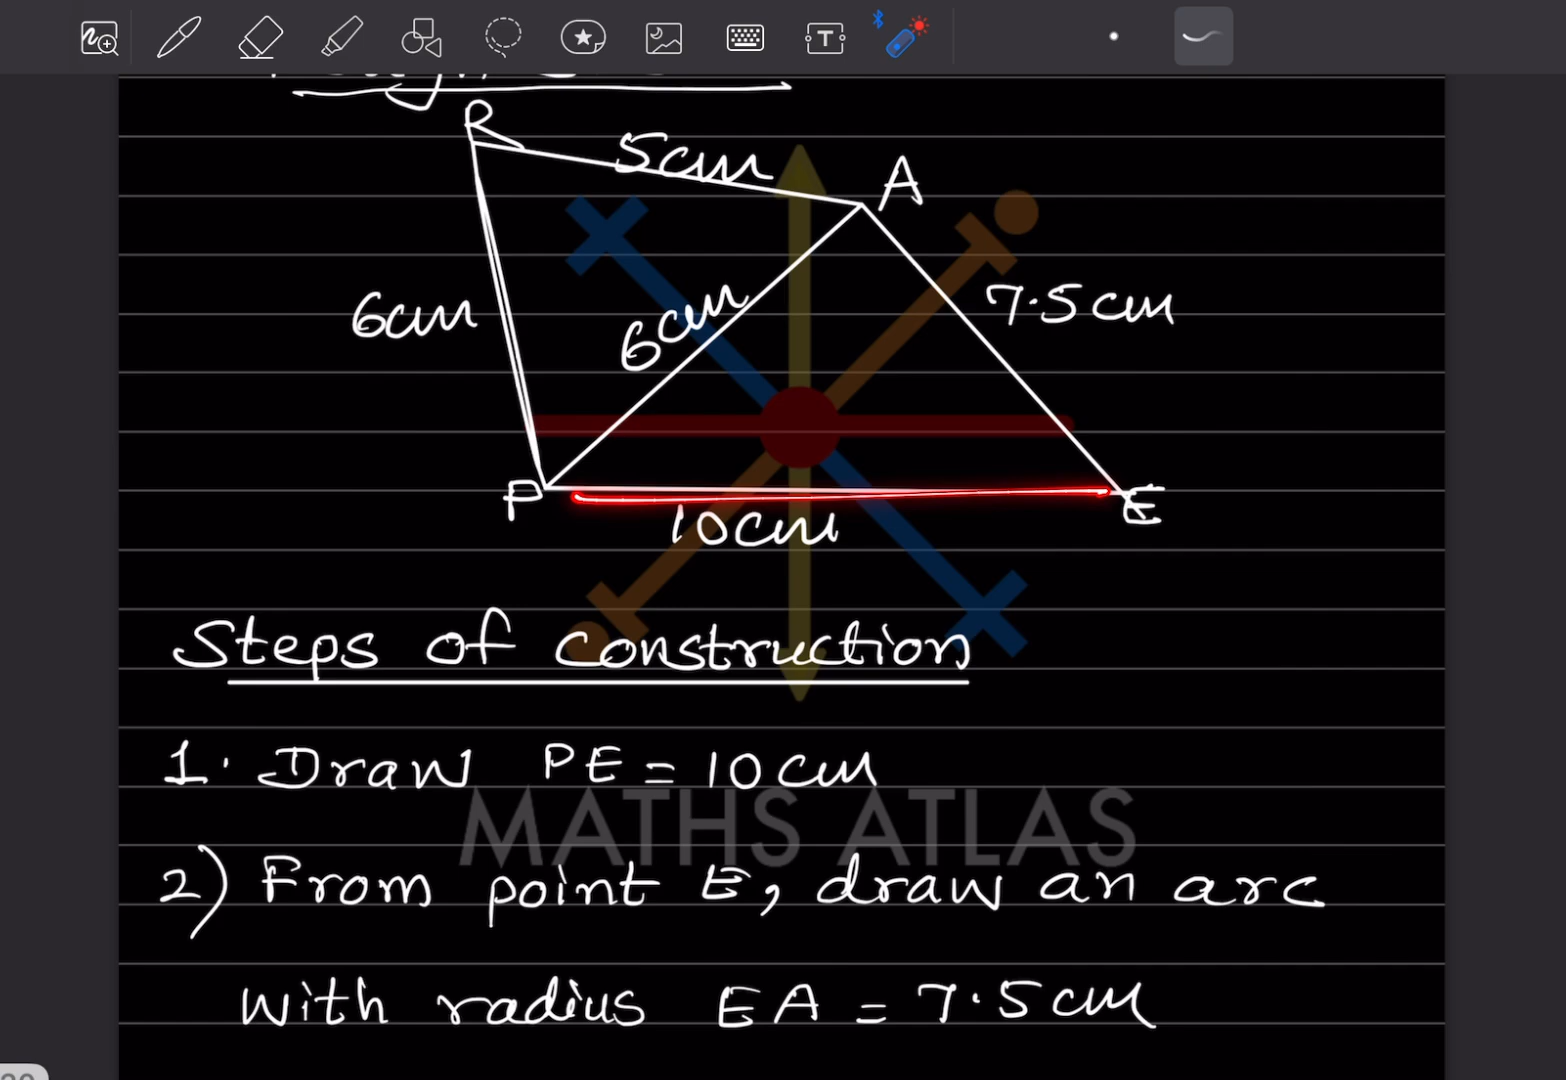 R
5cm
A
6cm
6cm
7.5cm
P
10cm
E
Steps of construction
1. Draw PE = 10cm
MATHS ATLAS
2) From point E, draw an arc
with radius EA = 7.5cm